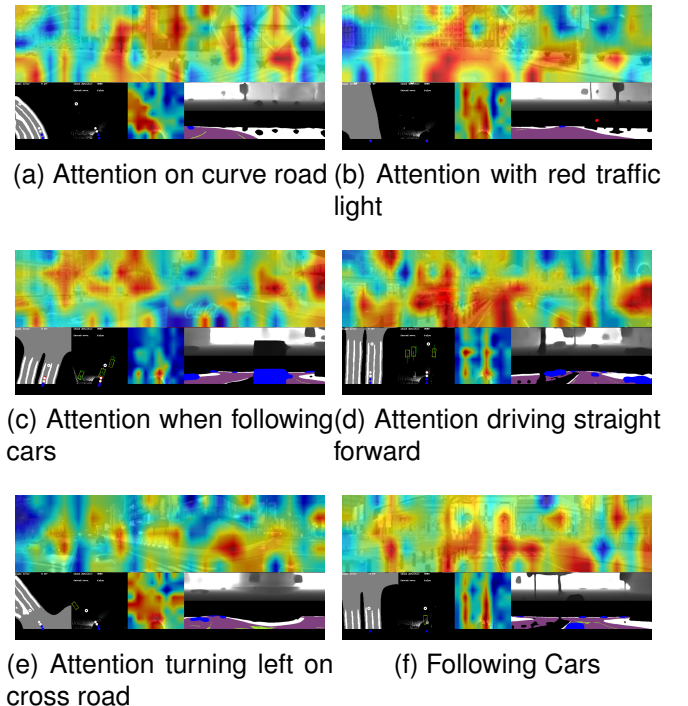 (a) Attention on curve road
(b) Attention with red traffic
light
(c) Attention when following
cars
(d) Attention driving straight
forward
(e) Attention turning left on
cross road
(f) Following Cars